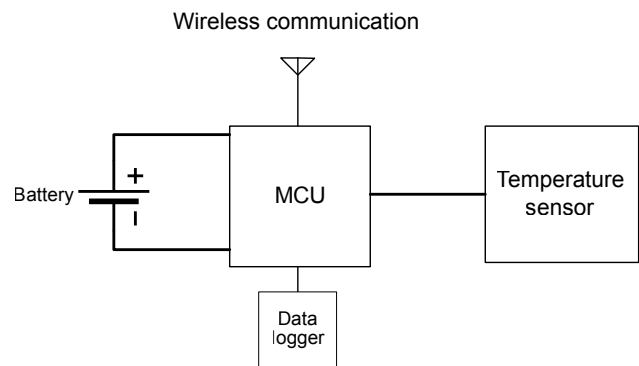 Wireless communication
Battery
+
−
MCU
Temperature
sensor
Data
logger